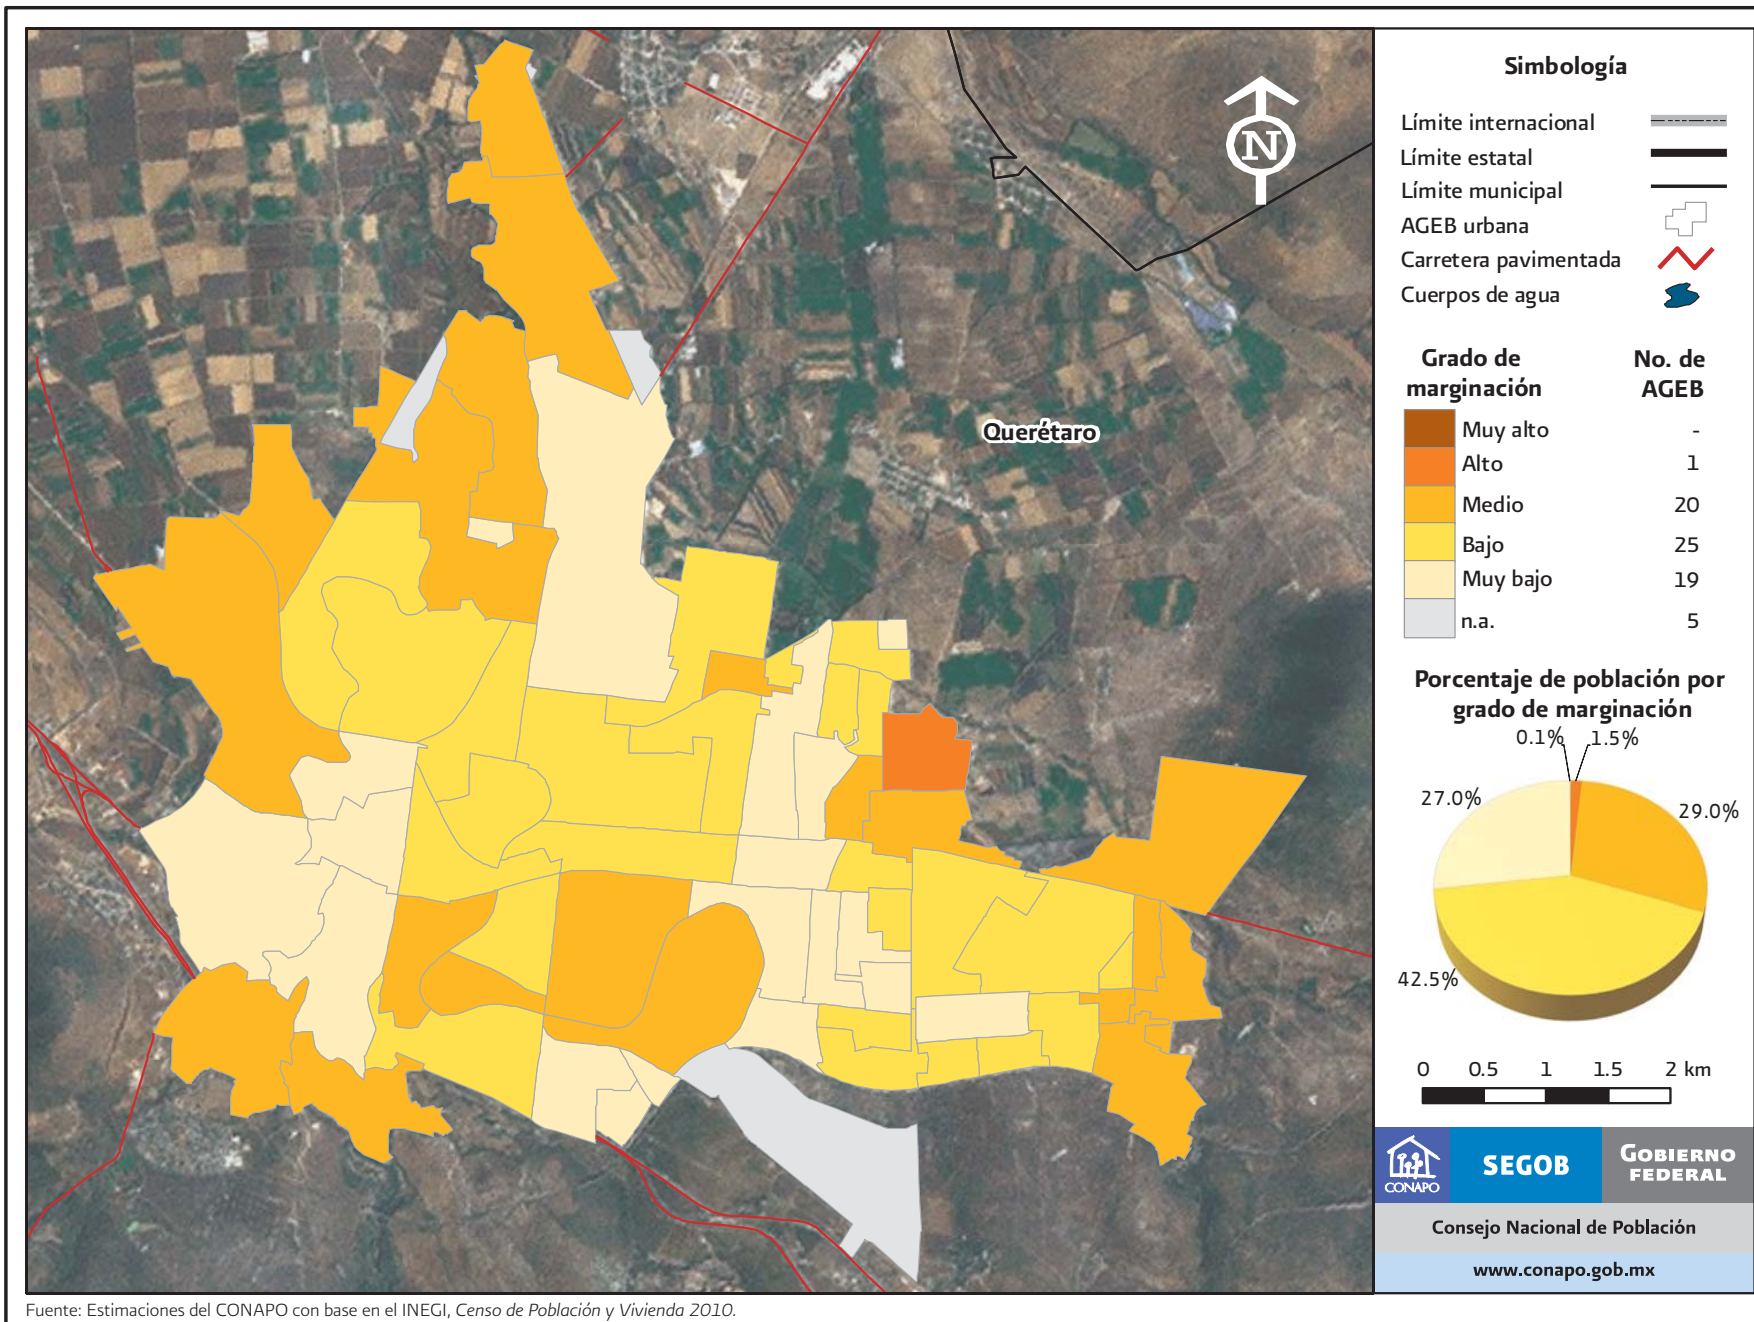 N
Querétaro
Simbología
Límite internacional
Límite estatal
Límite municipal
AGEB urbana
Carretera pavimentada
Cuerpos de agua
Grado de marginación No. de AGEB
Muy alto -
Alto 1
Medio 20
Bajo 25
Muy bajo 19
n.a. 5
Porcentaje de población por
grado de marginación
0.1% 1.5%
27.0% 29.0%
42.5%
0 0.5 1 1.5 2 km
CONAPO SEGOB GOBIERNO FEDERAL
Consejo Nacional de Población
www.conapo.gob.mx
Fuente: Estimaciones del CONAPO con base en el INEGI, Censo de Población y Vivienda 2010.